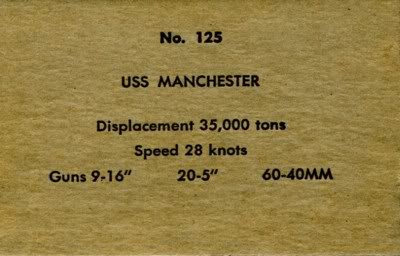 No. 125
USS MANCHESTER
Displacement 35,000 tons
Speed 28 knots
Guns 9-16" 20-5" 60-40MM